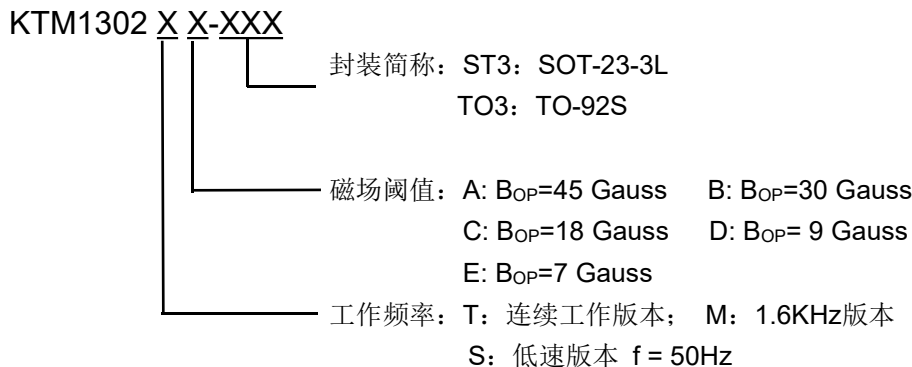 KTM1302 X X-XXX
封装简称：ST3：SOT-23-3L
TO3：TO-92S
磁场阈值：A: BOP=45 Gauss B: BOP=30 Gauss
C: BOP=18 Gauss D: BOP= 9 Gauss
E: BOP=7 Gauss
工作频率：T：连续工作版本； M：1.6KHz版本
S：低速版本 f = 50Hz